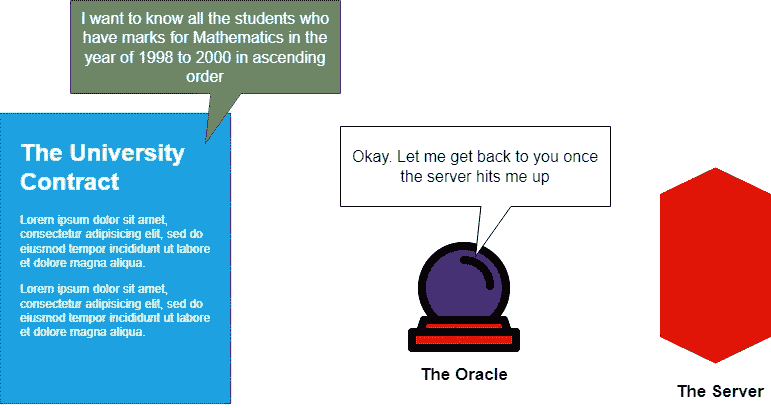 I want to know all the students who
have marks for Mathematics in the
year of 1998 to 2000 in ascending
order
The University
Contract
Lorem ipsum dolor sit amet,
consectetur adipisicing elit, sed do
eiusmod tempor incididunt ut labore
et dolore magna aliqua.
Lorem ipsum dolor sit amet,
consectetur adipisicing elit, sed do
eiusmod tempor incididunt ut labore
et dolore magna aliqua.
Okay. Let me get back to you once
the server hits me up
The Oracle
The Server